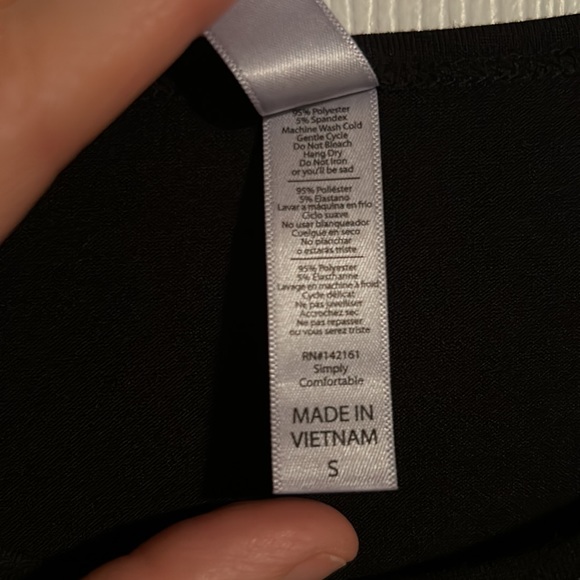 95% Polyester
5% Spandex
Machine Wash Cold
Gentle Cycle
Do Not Bleach
Hang Dry
Do Not Iron
or you'll be sad
95% Poliéster
5% Elastano
Lavar a máquina en frio
Ciclo suave
No usar blanqueador
Cuelgue en seco
No planchar
o estarás triste
95% Polyester
5% Élasthanne
Lavage en machine à froid
Cycle délicat
Ne pas javelliser
Accrochez sec
Ne pas repasser
ou vous serez triste
RN#142161
Simply
Comfortable
MADE IN
VIETNAM
S